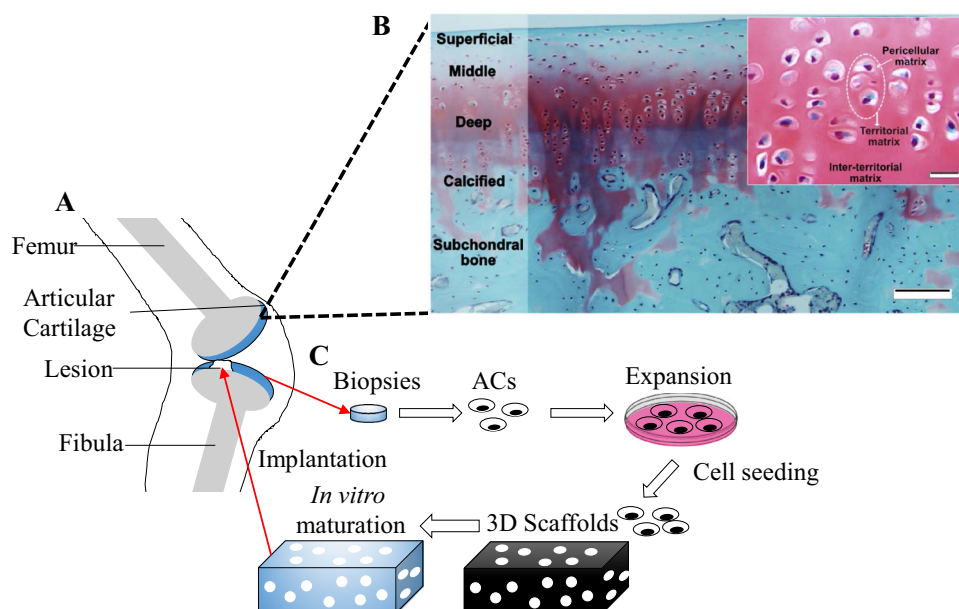 A
Femur
Articular
Cartilage
Lesion
Fibula
B
Superficial
Middle
Deep
Calcified
Subchondral
bone
Pericellular
matrix
Territorial
matrix
Inter-territorial
matrix
C
Biopsies
ACs
Expansion
Cell seeding
3D Scaffolds
In vitro
maturation
Implantation